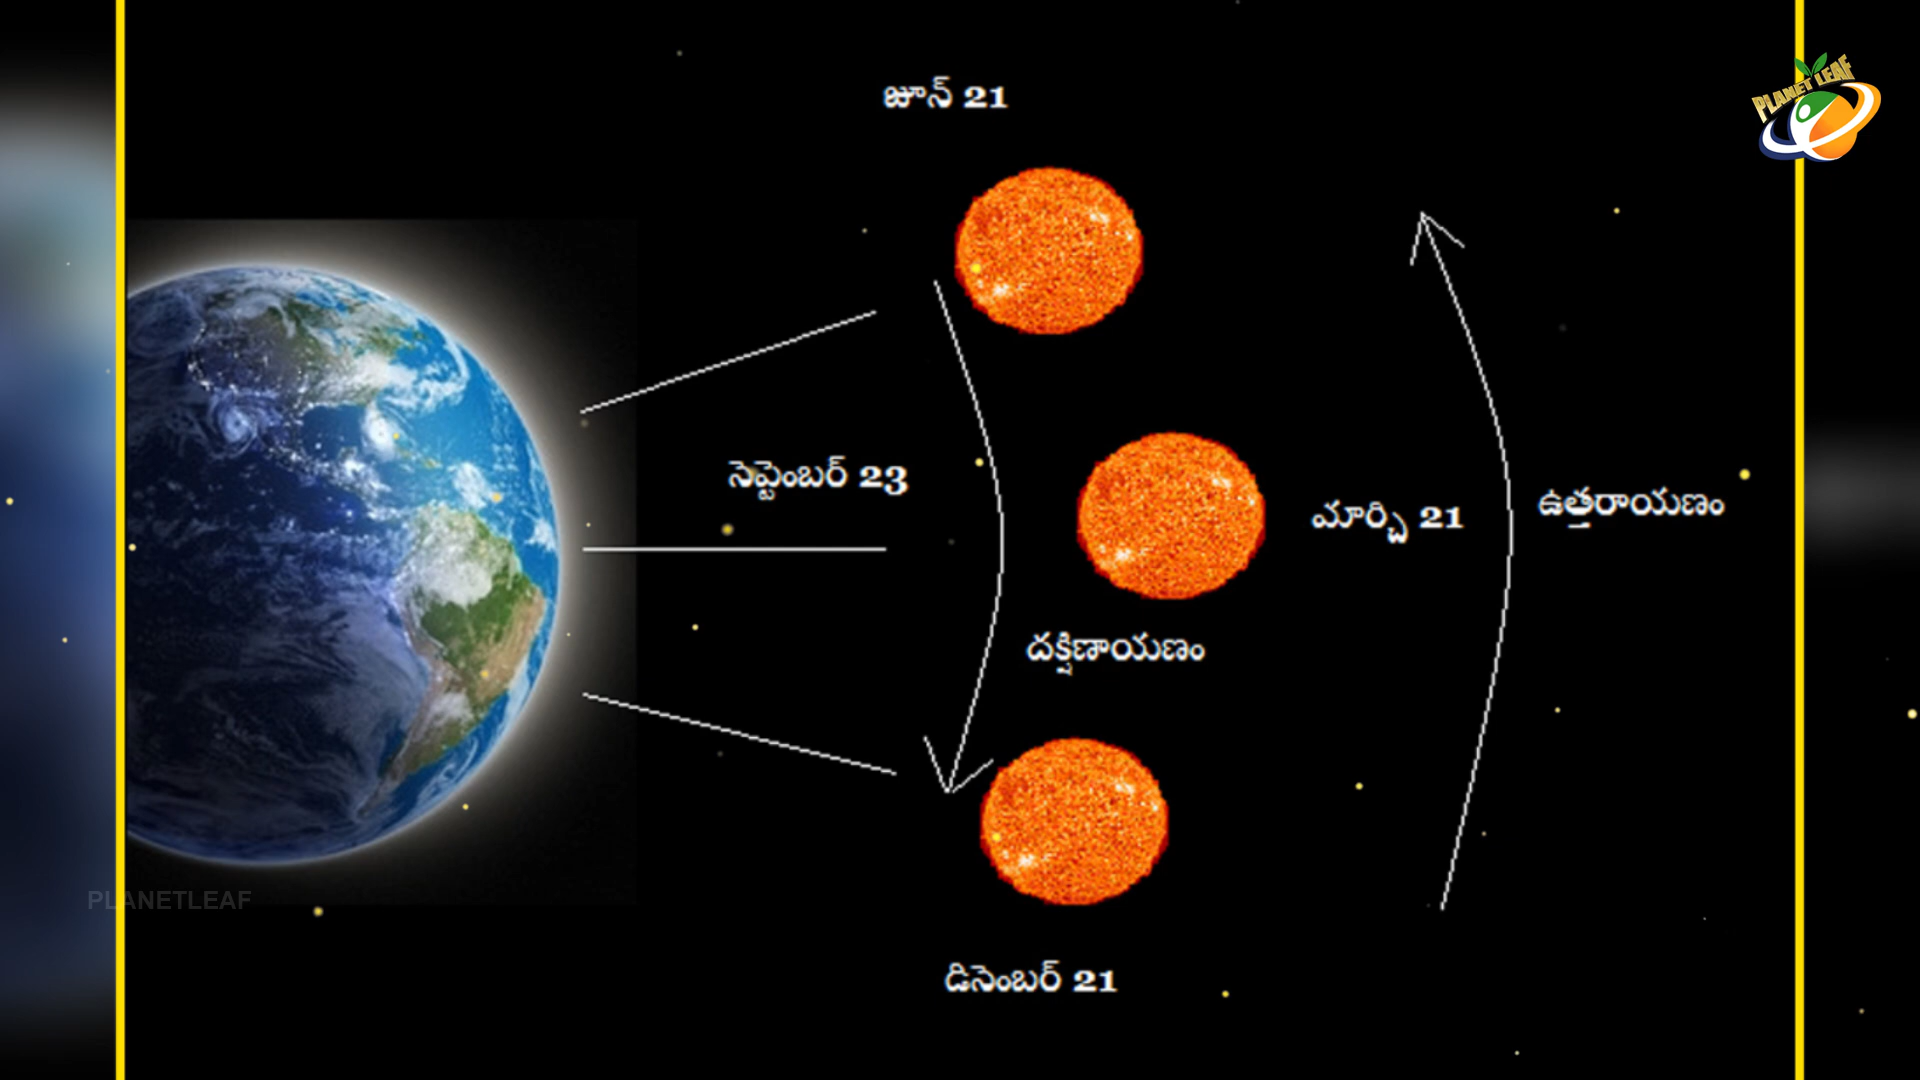 PLANET LEAF
జూన్ 21
సెప్టెంబర్ 23
మార్చి 21
ఉత్తరాయణం
దక్షిణాయణం
PLANETLEAF
డిసెంబర్ 21